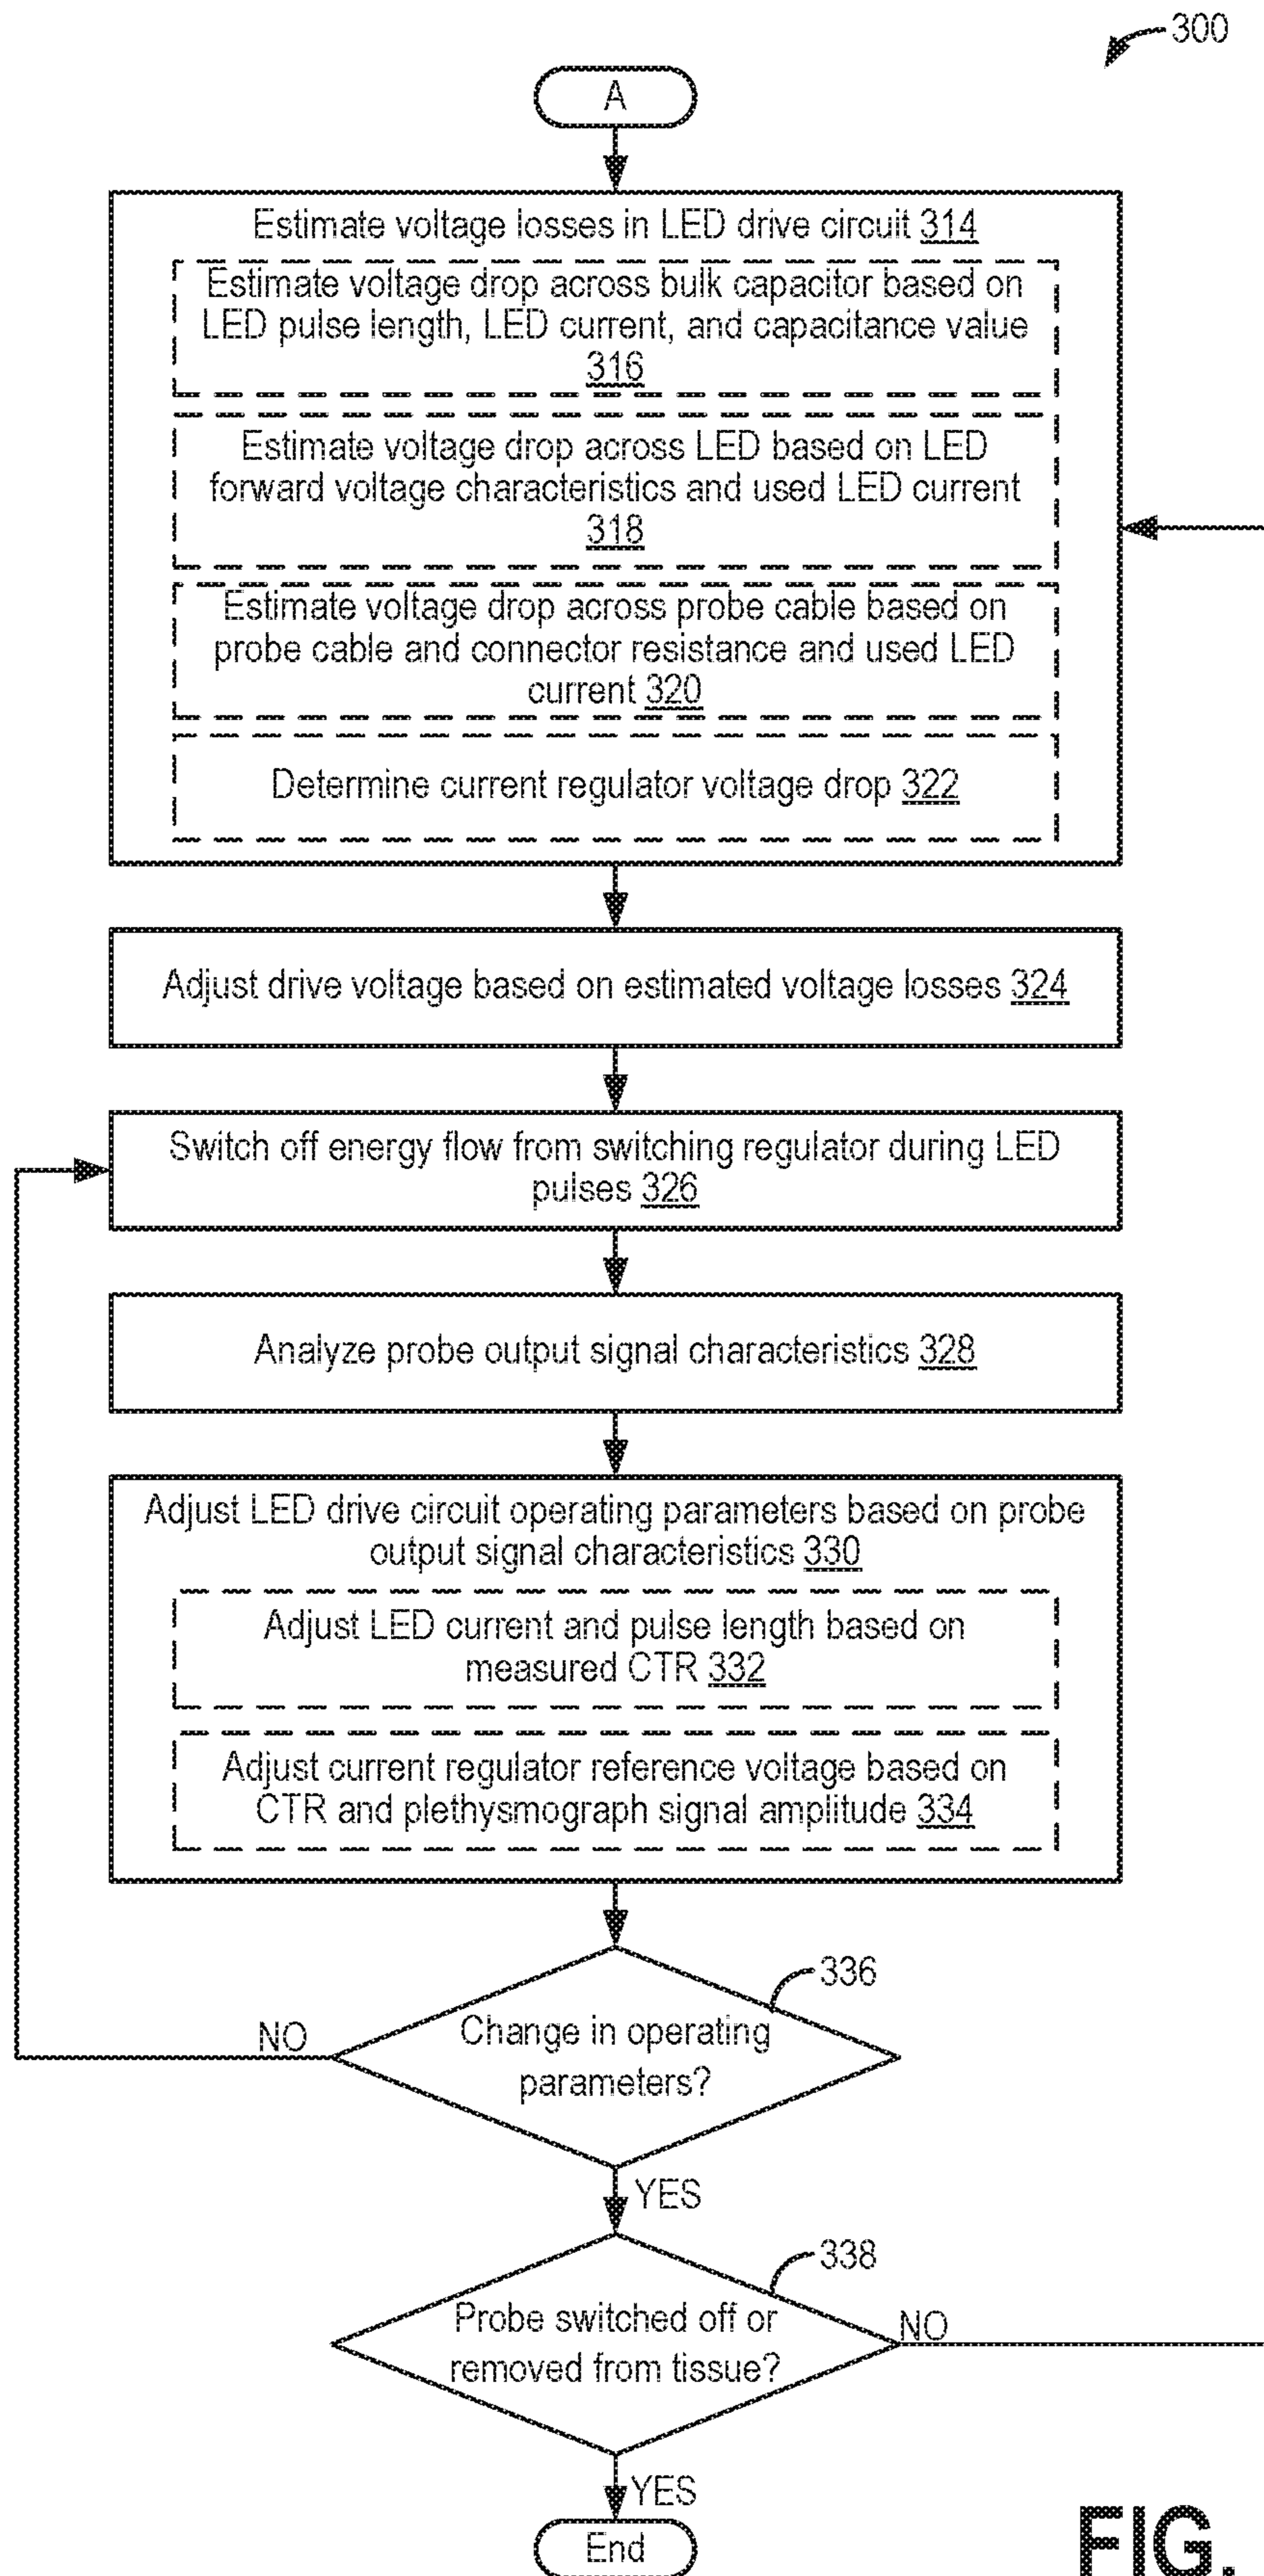 300
A
Estimate voltage losses in LED drive circuit 314
Estimate voltage drop across bulk capacitor based on
LED pulse length, LED current, and capacitance value
316
Estimate voltage drop across LED based on LED
forward voltage characteristics and used LED current
318
Estimate voltage drop across probe cable based on
probe cable and connector resistance and used LED
current 320
Determine current regulator voltage drop 322
Adjust drive voltage based on estimated voltage losses 324
Switch off energy flow from switching regulator during LED
pulses 326
Analyze probe output signal characteristics 328
Adjust LED drive circuit operating parameters based on probe
output signal characteristics 330
Adjust LED current and pulse length based on
measured CTR 332
Adjust current regulator reference voltage based on
CTR and plethysmograph signal amplitude 334
336
Change in operating
parameters?
NO
YES
338
Probe switched off or
removed from tissue?
NO
YES
End
FIG.